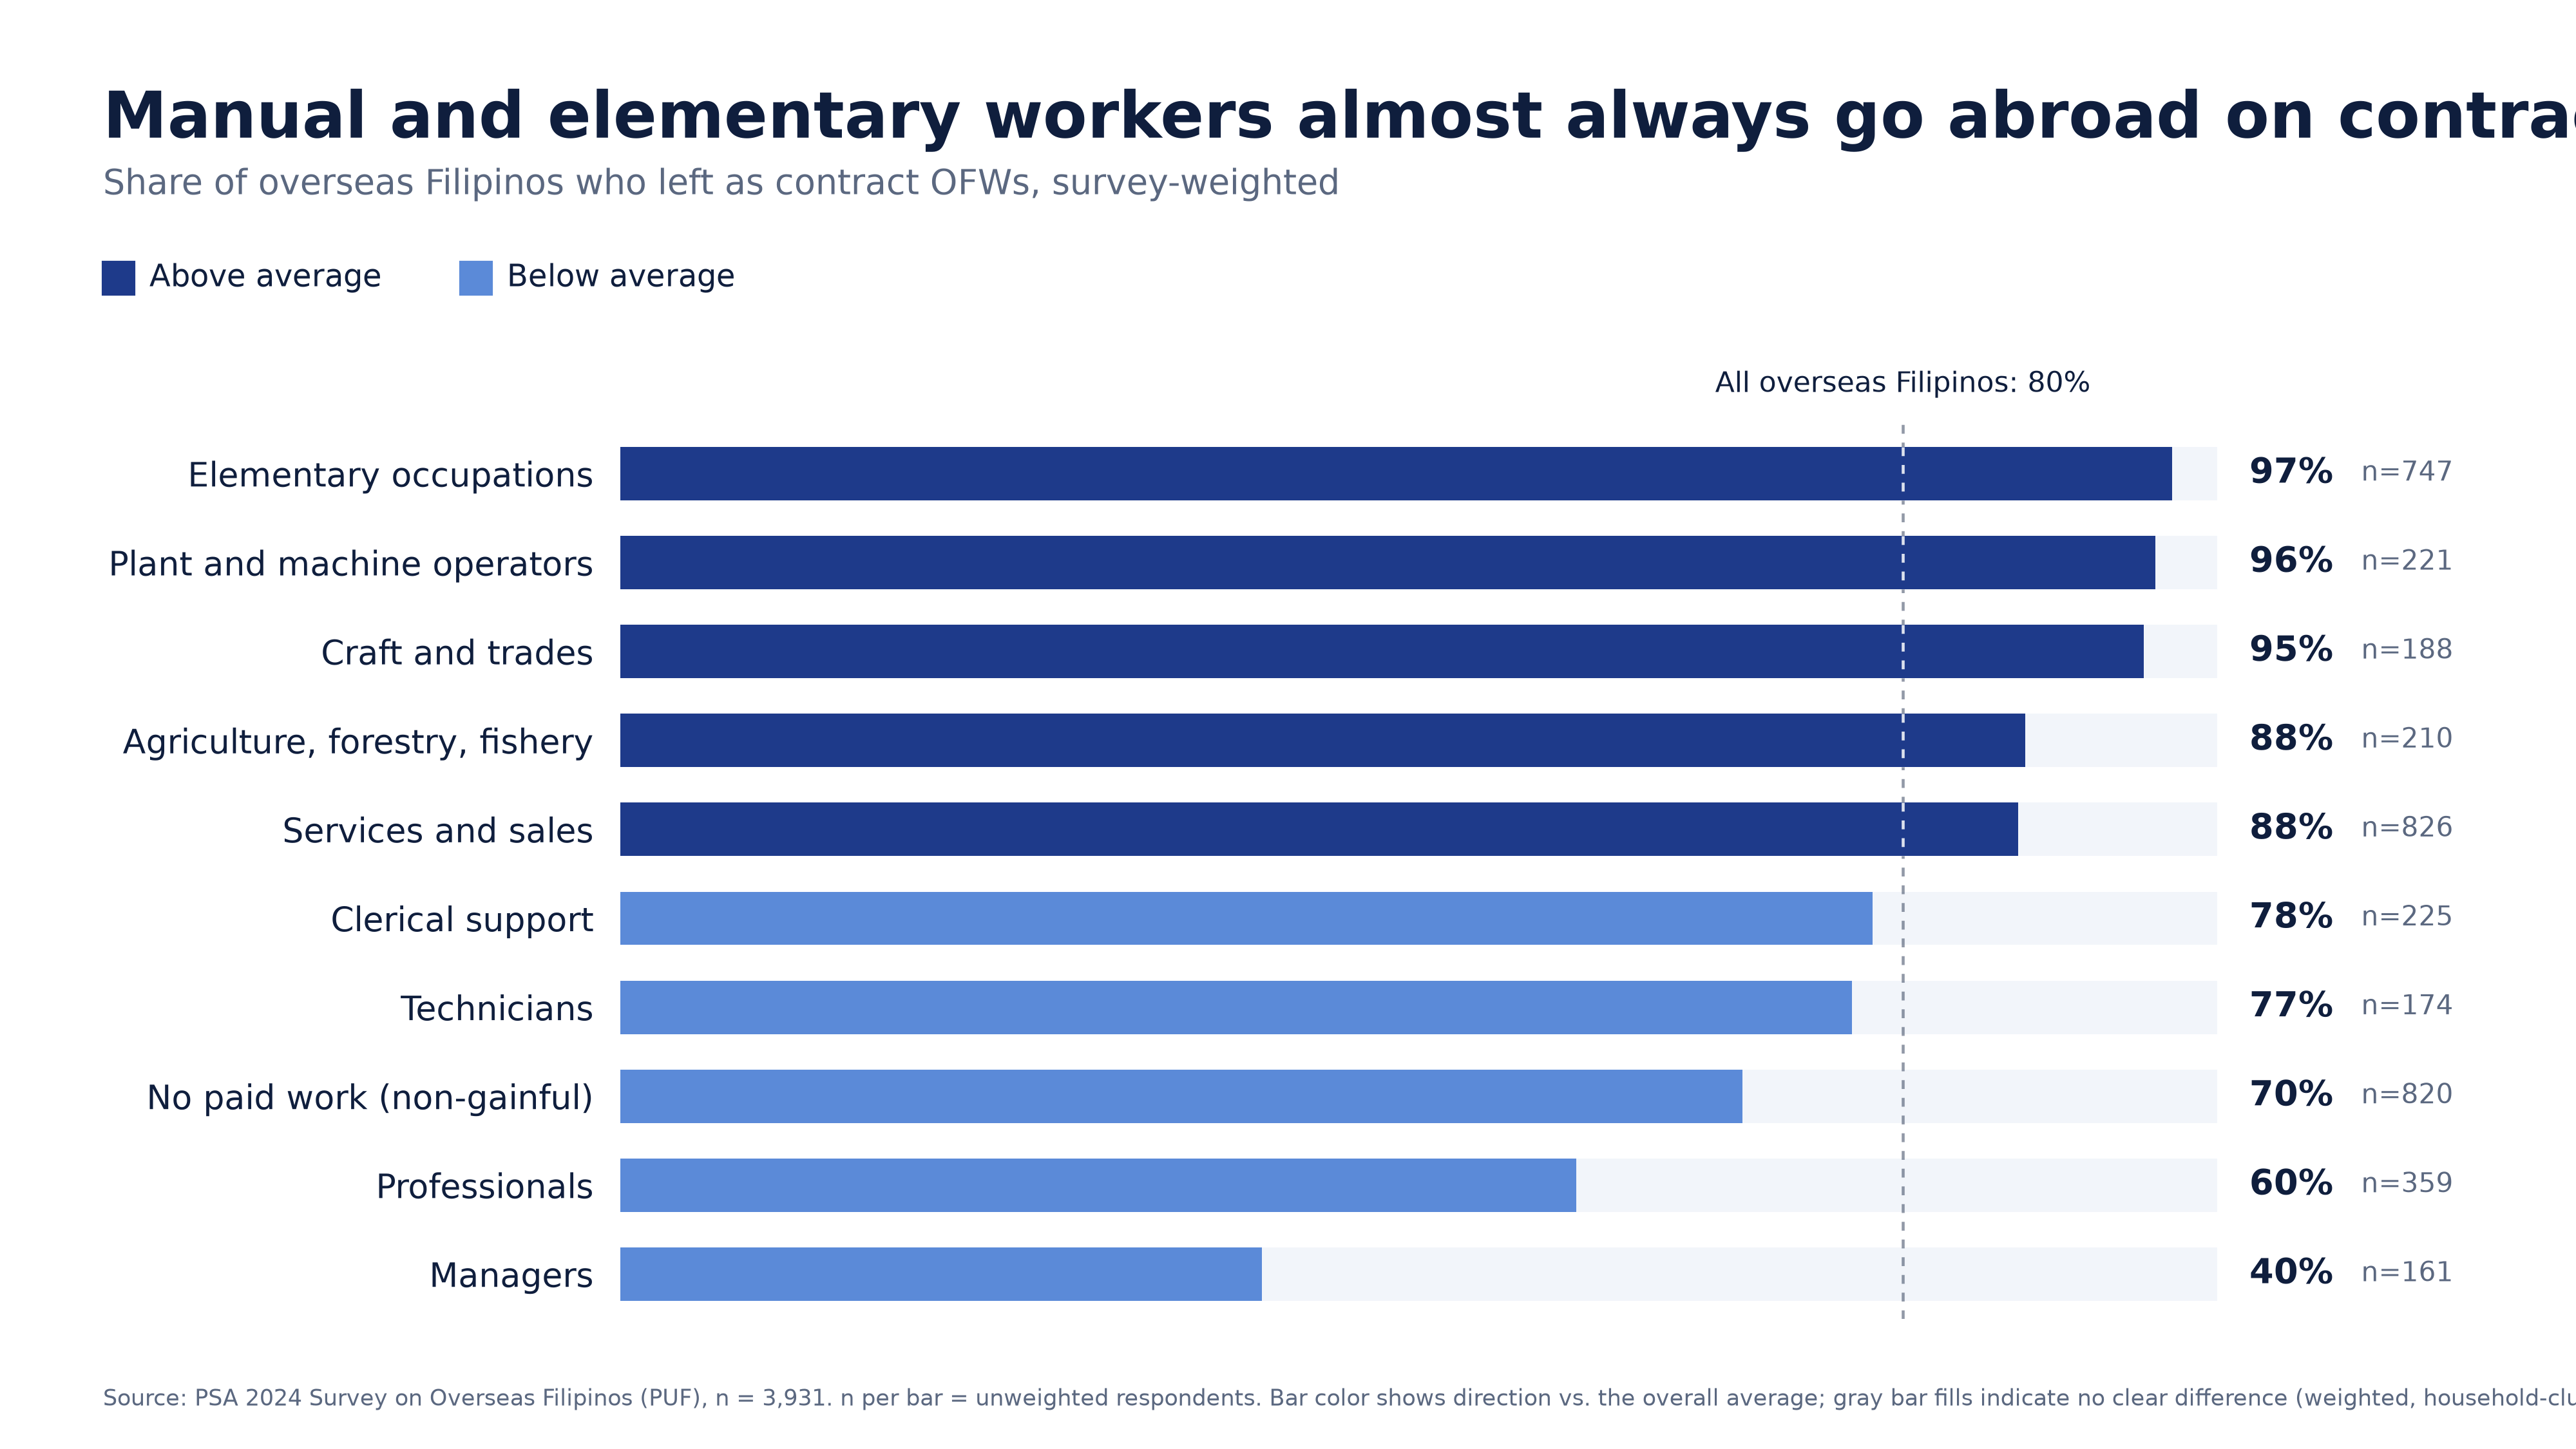 Manual and elementary workers almost always go abroad on contrac
Share of overseas Filipinos who left as contract OFWs, survey-weighted
Above average
Below average
All overseas Filipinos: 80%
Elementary occupations 97% n=747
Plant and machine operators 96% n=221
Craft and trades 95% n=188
Agriculture, forestry, fishery 88% n=210
Services and sales 88% n=826
Clerical support 78% n=225
Technicians 77% n=174
No paid work (non-gainful) 70% n=820
Professionals 60% n=359
Managers 40% n=161
Source: PSA 2024 Survey on Overseas Filipinos (PUF), n = 3,931. n per bar = unweighted respondents. Bar color shows direction vs. the overall average; gray bar fills indicate no clear difference (weighted, household-clu